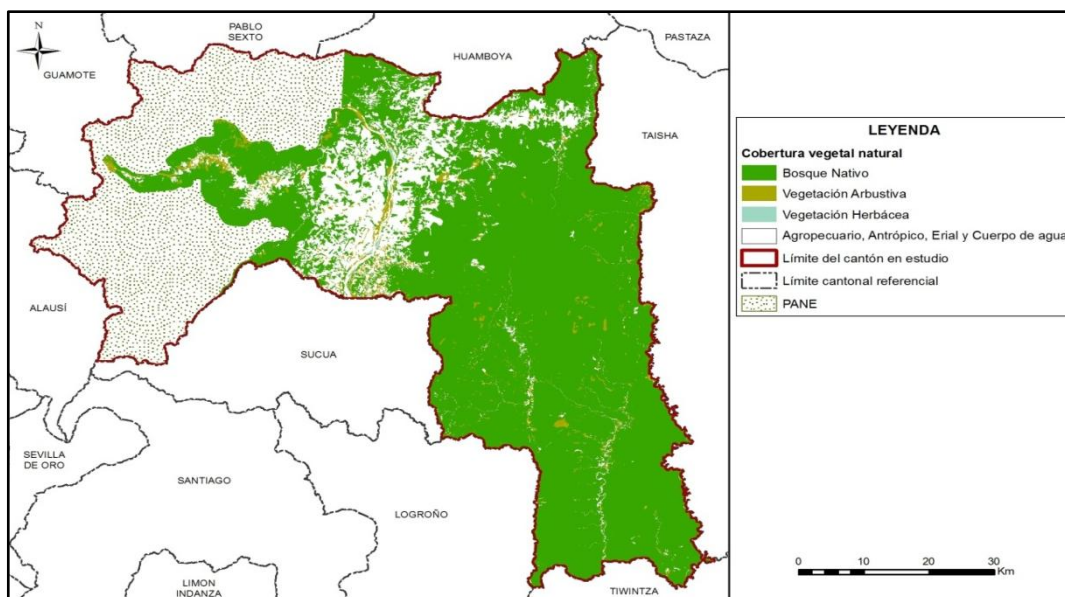 N
PABLO
SEXTO
PASTAZA
HUAMBOYA
GUAMOTE
TAISHA
ALAUSÍ
SUCUA
SEVILLA
DE ORO
SANTIAGO
LOGROÑO
LIMON
INDANZA
TIWINTZA
LEYENDA
Cobertura vegetal natural
Bosque Nativo
Vegetación Arbustiva
Vegetación Herbácea
Agropecuario, Antrópico, Erial y Cuerpo de agua
Límite del cantón en estudio
Límite cantonal referencial
PANE
0 10 20 30
Km